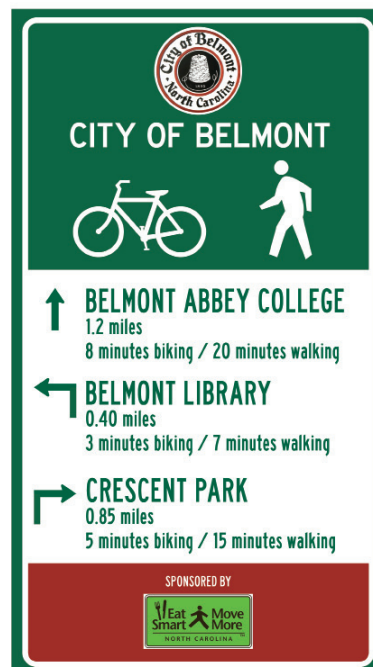 City of Belmont
North Carolina
CITY OF BELMONT
BELMONT ABBEY COLLEGE
1.2 miles
8 minutes biking / 20 minutes walking
BELMONT LIBRARY
0.40 miles
3 minutes biking / 7 minutes walking
CRESCENT PARK
0.85 miles
5 minutes biking / 15 minutes walking
SPONSORED BY
Eat Move
Smart More
NORTH CAROLINA